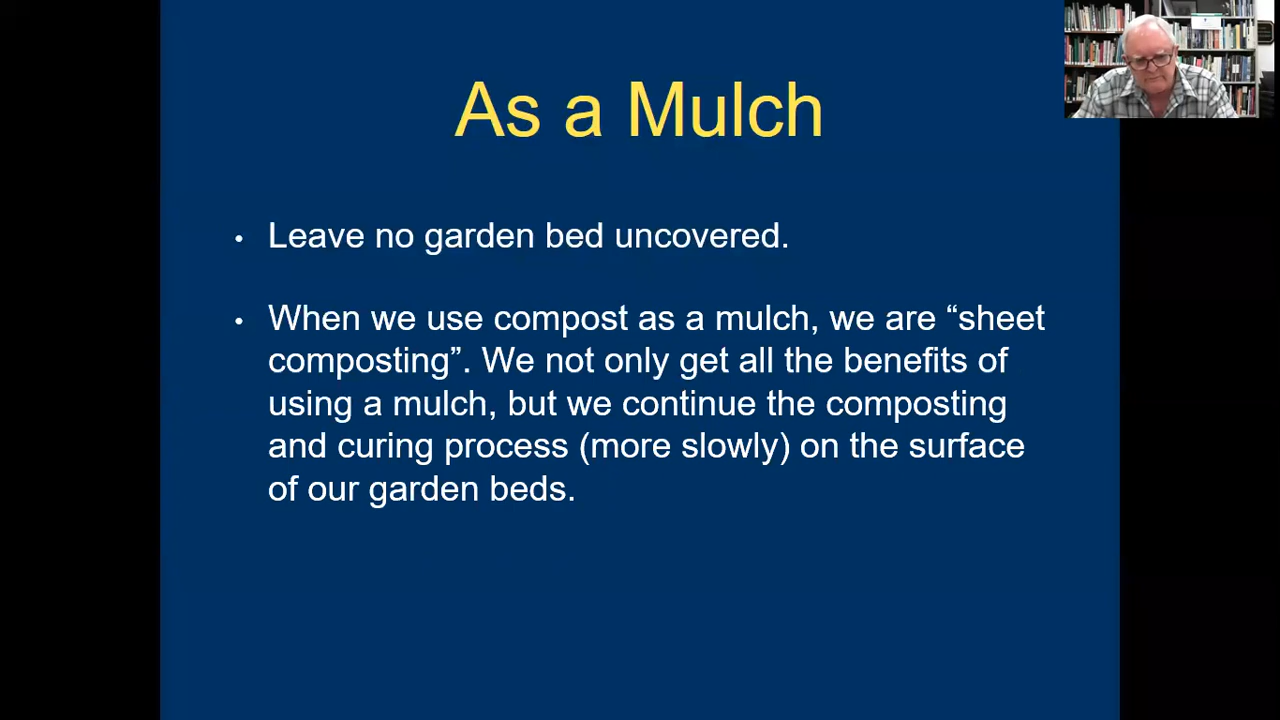 As a Mulch
• Leave no garden bed uncovered.
• When we use compost as a mulch, we are “sheet
composting”. We not only get all the benefits of
using a mulch, but we continue the composting
and curing process (more slowly) on the surface
of our garden beds.